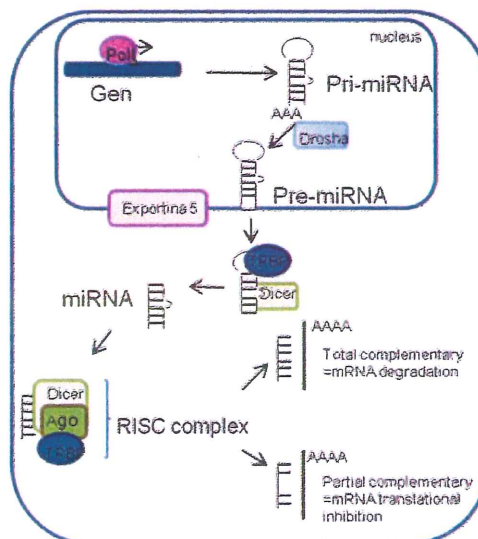 nucleus
Pol
Gen
Pri-miRNA
AAA
Drosha
Pre-miRNA
Exportina 5
TRBP
Dicer
miRNA
AAAA
Total complementary
=mRNA degradation
Dicer
Ago
RISC complex
AAAA
Partial complementary
=mRNA translational
inhibition